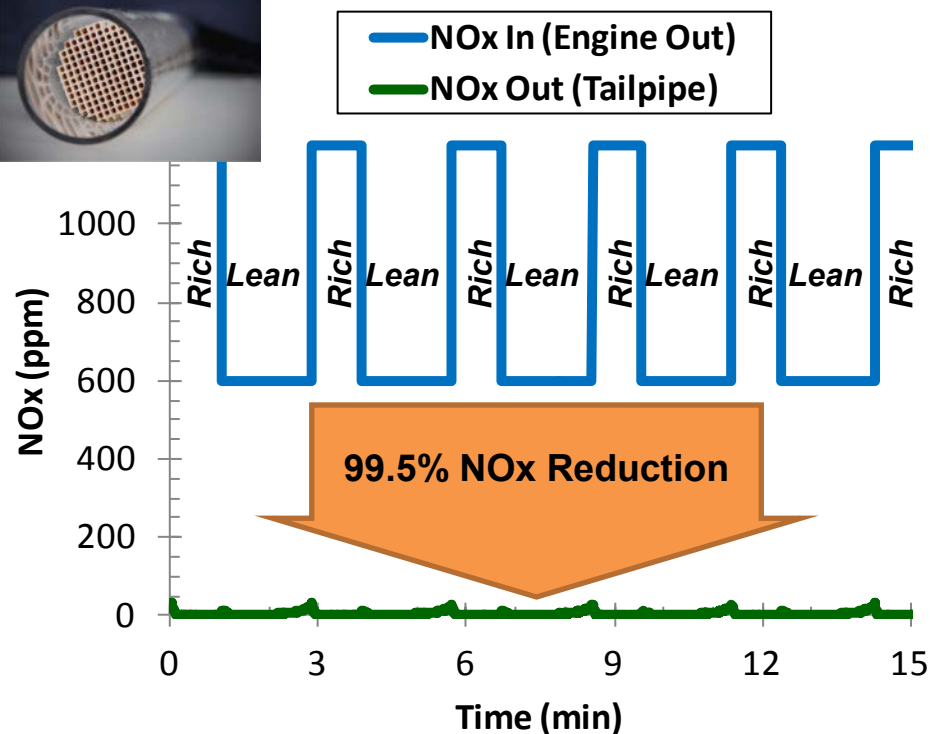 NOx In (Engine Out)
NOx Out (Tailpipe)
NOx (ppm)
1000
800
600
400
200
0
Rich
Lean
Rich
Lean
Rich
Lean
Rich
Lean
Rich
Lean
Rich
99.5% NOx Reduction
0 3 6 9 12 15
Time (min)